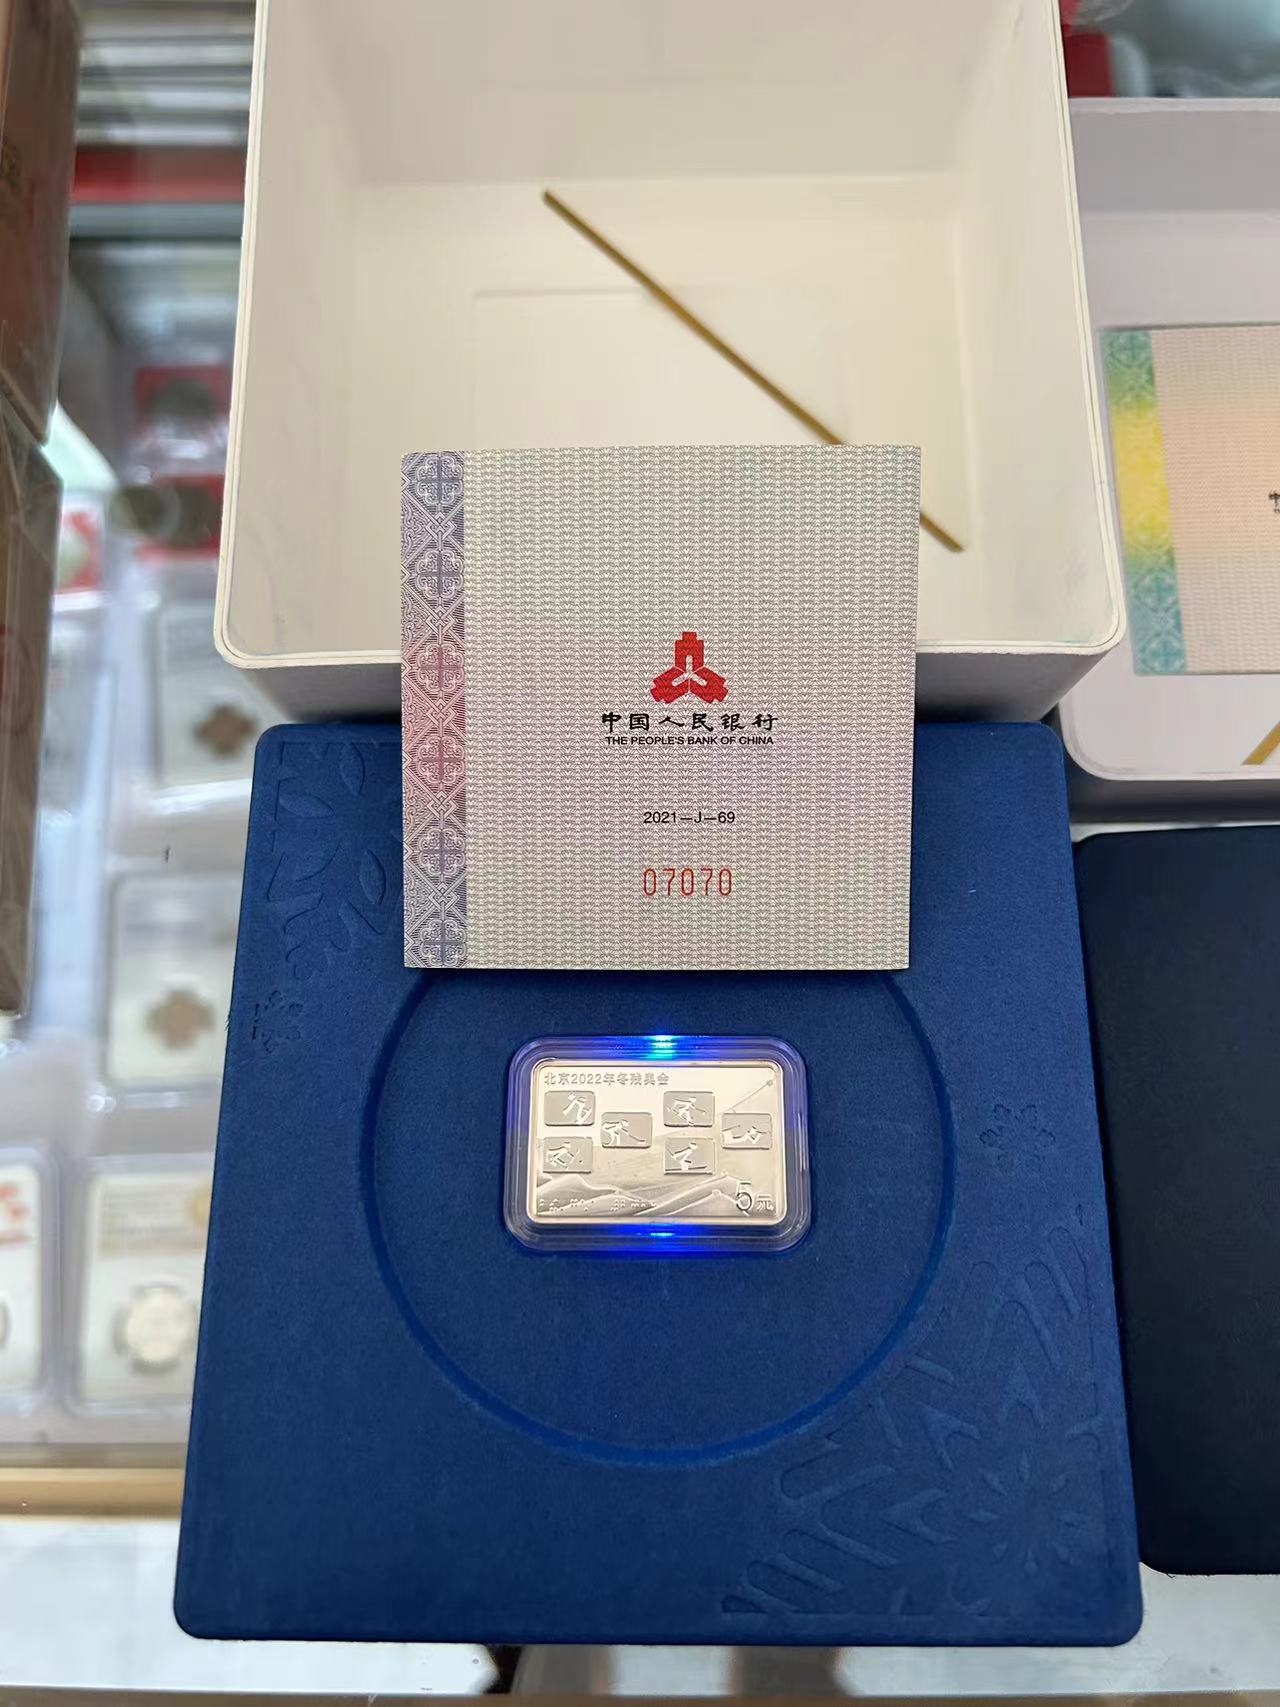 中国人民银行
THE PEOPLE'S BANK OF CHINA
2021—J—69
07070
北京2022年冬残奥会
5元